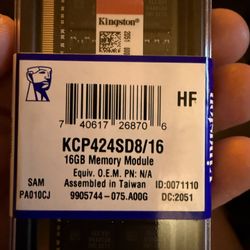 Kingston
HF
7 40617 26870 6
KCP424SD8/16
16GB Memory Module
Equiv. O.E.M. PN: N/A
SAM Assembled in Taiwan ID:0071110
PA010CJ 9905744-075.A00G DC:2051